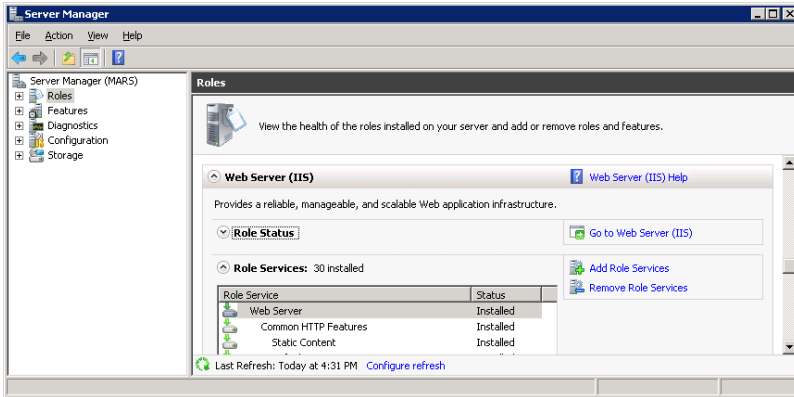 Server Manager
File Action View Help
Server Manager (MARS)
Roles
Features
Diagnostics
Configuration
Storage
Roles
View the health of the roles installed on your server and add or remove roles and features.
Web Server (IIS)
Web Server (IIS) Help
Provides a reliable, manageable, and scalable Web application infrastructure.
Role Status
Go to Web Server (IIS)
Role Services: 30 installed
Add Role Services
Remove Role Services
Role Service Status
Web Server Installed
Common HTTP Features Installed
Static Content Installed
Last Refresh: Today at 4:31 PM Configure refresh